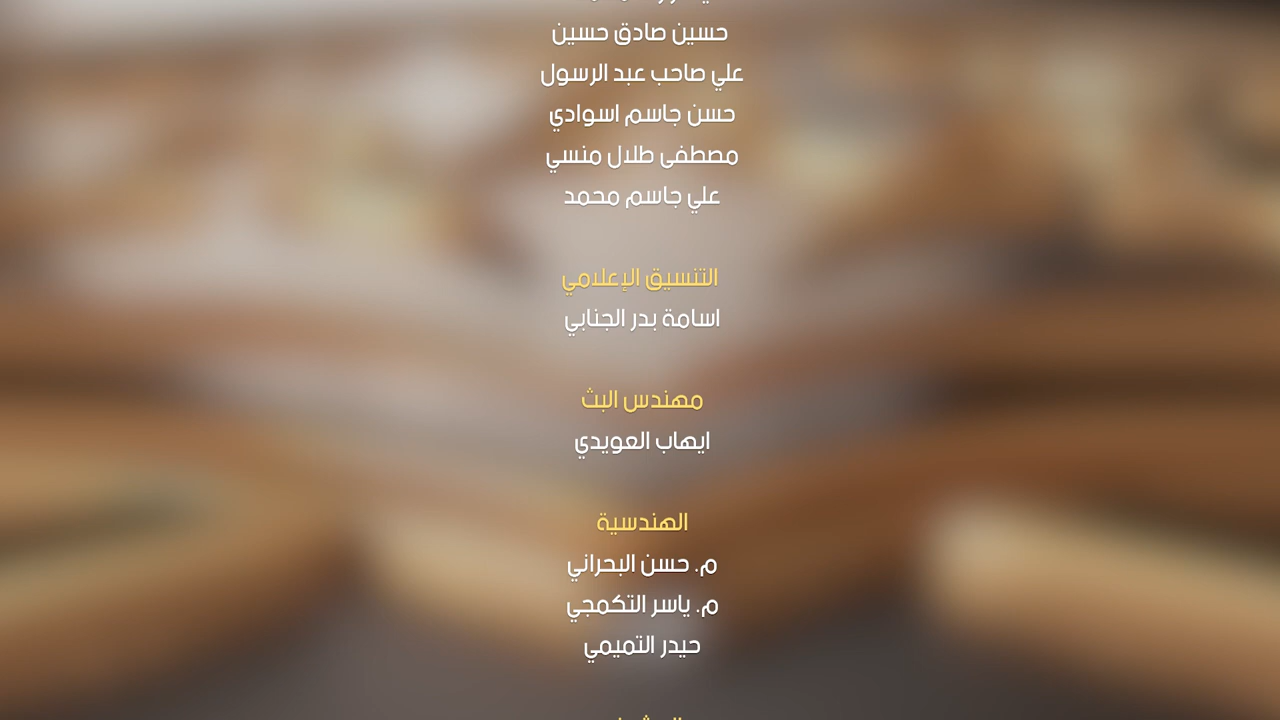 حسين صادق حسين
علي صاحب عبد الرسول
حسن جاسم اسوادي
مصطفى طلال منسي
علي جاسم محمد
التنسيق الإعلامي
اسامة بدر الجنابي
مهندس البث
ايهاب العويدي
الهندسية
م. حسن البحراني
م. ياسر التكمجي
حيدر التميمي